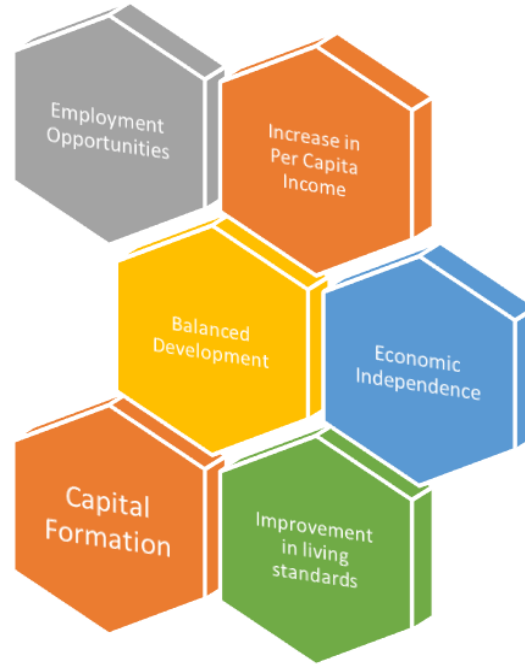 Employment
Opportunities
Increase in
Per Capita
Income
Balanced
Development
Economic
Independence
Capital
Formation
Improvement
in living
standards